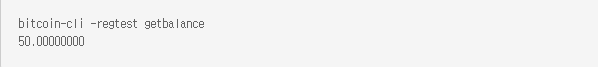 bitcoin-cli -regtest getbalance
50.00000000